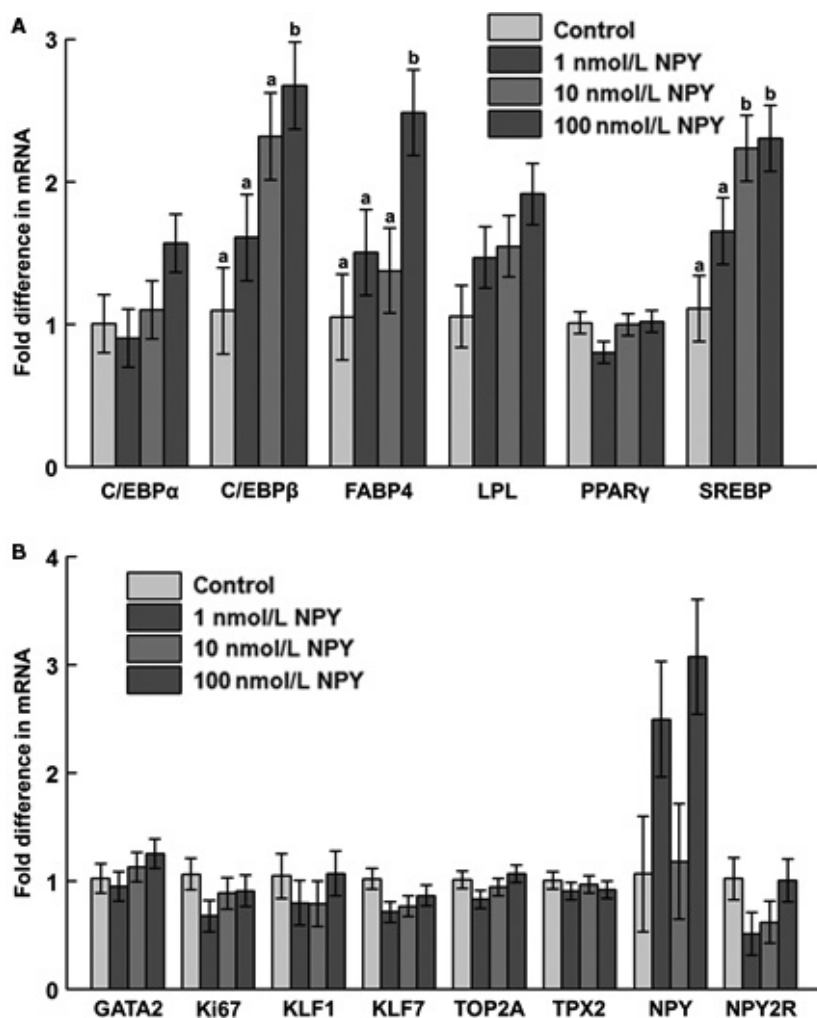 A
3
2
1
0
Fold difference in mRNA
Control
1 nmol/L NPY
10 nmol/L NPY
100 nmol/L NPY
a a a b
a a a b
a a b b
C/EBPα C/EBPβ FABP4 LPL PPARγ SREBP
B
4
3
2
1
0
Fold difference in mRNA
Control
1 nmol/L NPY
10 nmol/L NPY
100 nmol/L NPY
GATA2 Ki67 KLF1 KLF7 TOP2A TPX2 NPY NPY2R